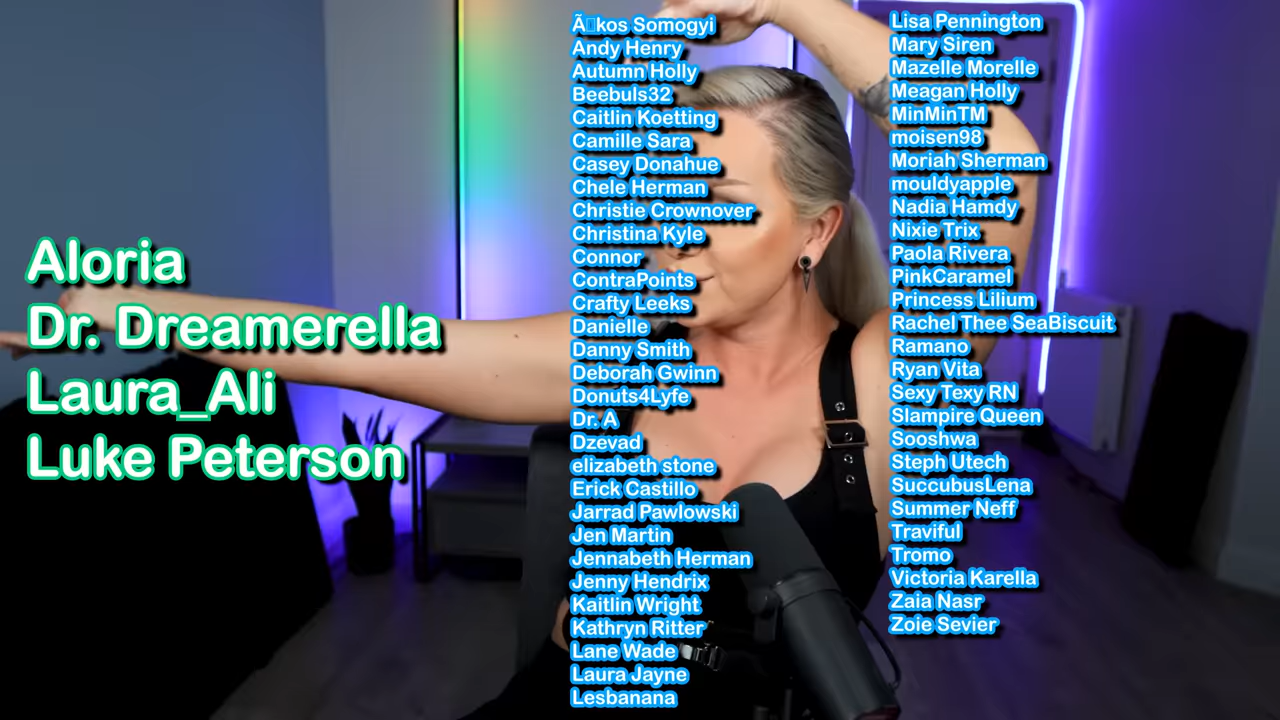 Aloria
Dr. Dreamerella
Laura_Ali
Luke Peterson
Ã▯kos Somogyi
Andy Henry
Autumn Holly
Beebuls32
Caitlin Koetting
Camille Sara
Casey Donahue
Chele Herman
Christie Crownover
Christina Kyle
Connor
ContraPoints
Crafty Leeks
Danielle
Danny Smith
Deborah Gwinn
Donuts4Lyfe
Dr. A
Dzevad
elizabeth stone
Erick Castillo
Jarrad Pawlowski
Jen Martin
Jennabeth Herman
Jenny Hendrix
Kaitlin Wright
Kathryn Ritter
Lane Wade
Laura Jayne
Lesbanana
Lisa Pennington
Mary Siren
Mazelle Morelle
Meagan Holly
MinMinTM
moisen98
Moriah Sherman
mouldyapple
Nadia Hamdy
Nixie Trix
Paola Rivera
PinkCaramel
Princess Lilium
Rachel Thee SeaBiscuit
Ramano
Ryan Vita
Sexy Texy RN
Slampire Queen
Sooshwa
Steph Utech
SuccubusLena
Summer Neff
Traviful
Tromo
Victoria Karella
Zaia Nasr
Zoie Sevier